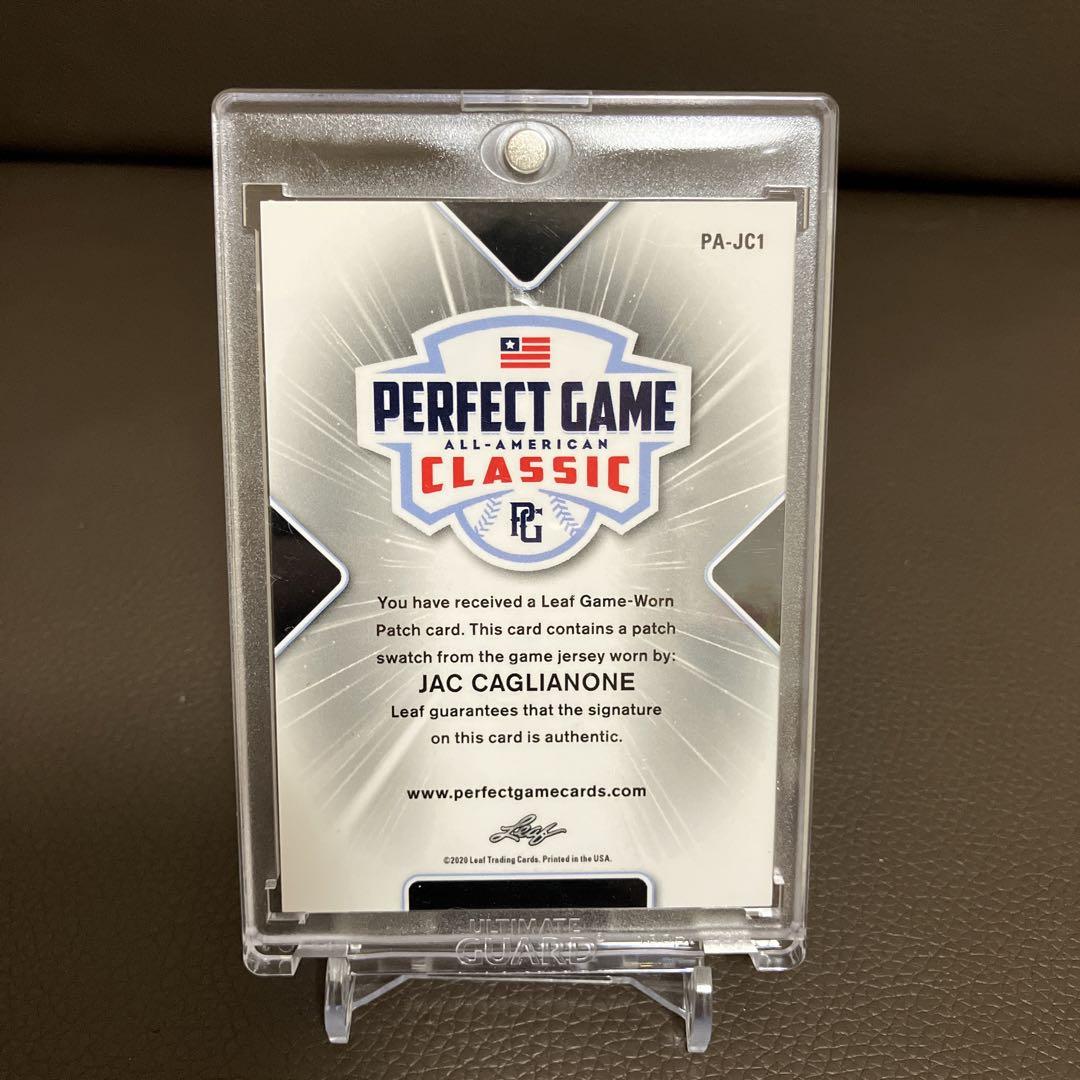 PA-JC1
PERFECT GAME
ALL-AMERICAN
CLASSIC
PG
You have received a Leaf Game-Worn
Patch card. This card contains a patch
swatch from the game jersey worn by:
JAC CAGLIANONE
Leaf guarantees that the signature
on this card is authentic.
www.perfectgamecards.com
Leaf
©2020 Leaf Trading Cards. Printed in the USA.
ULTIMATE
GUARD